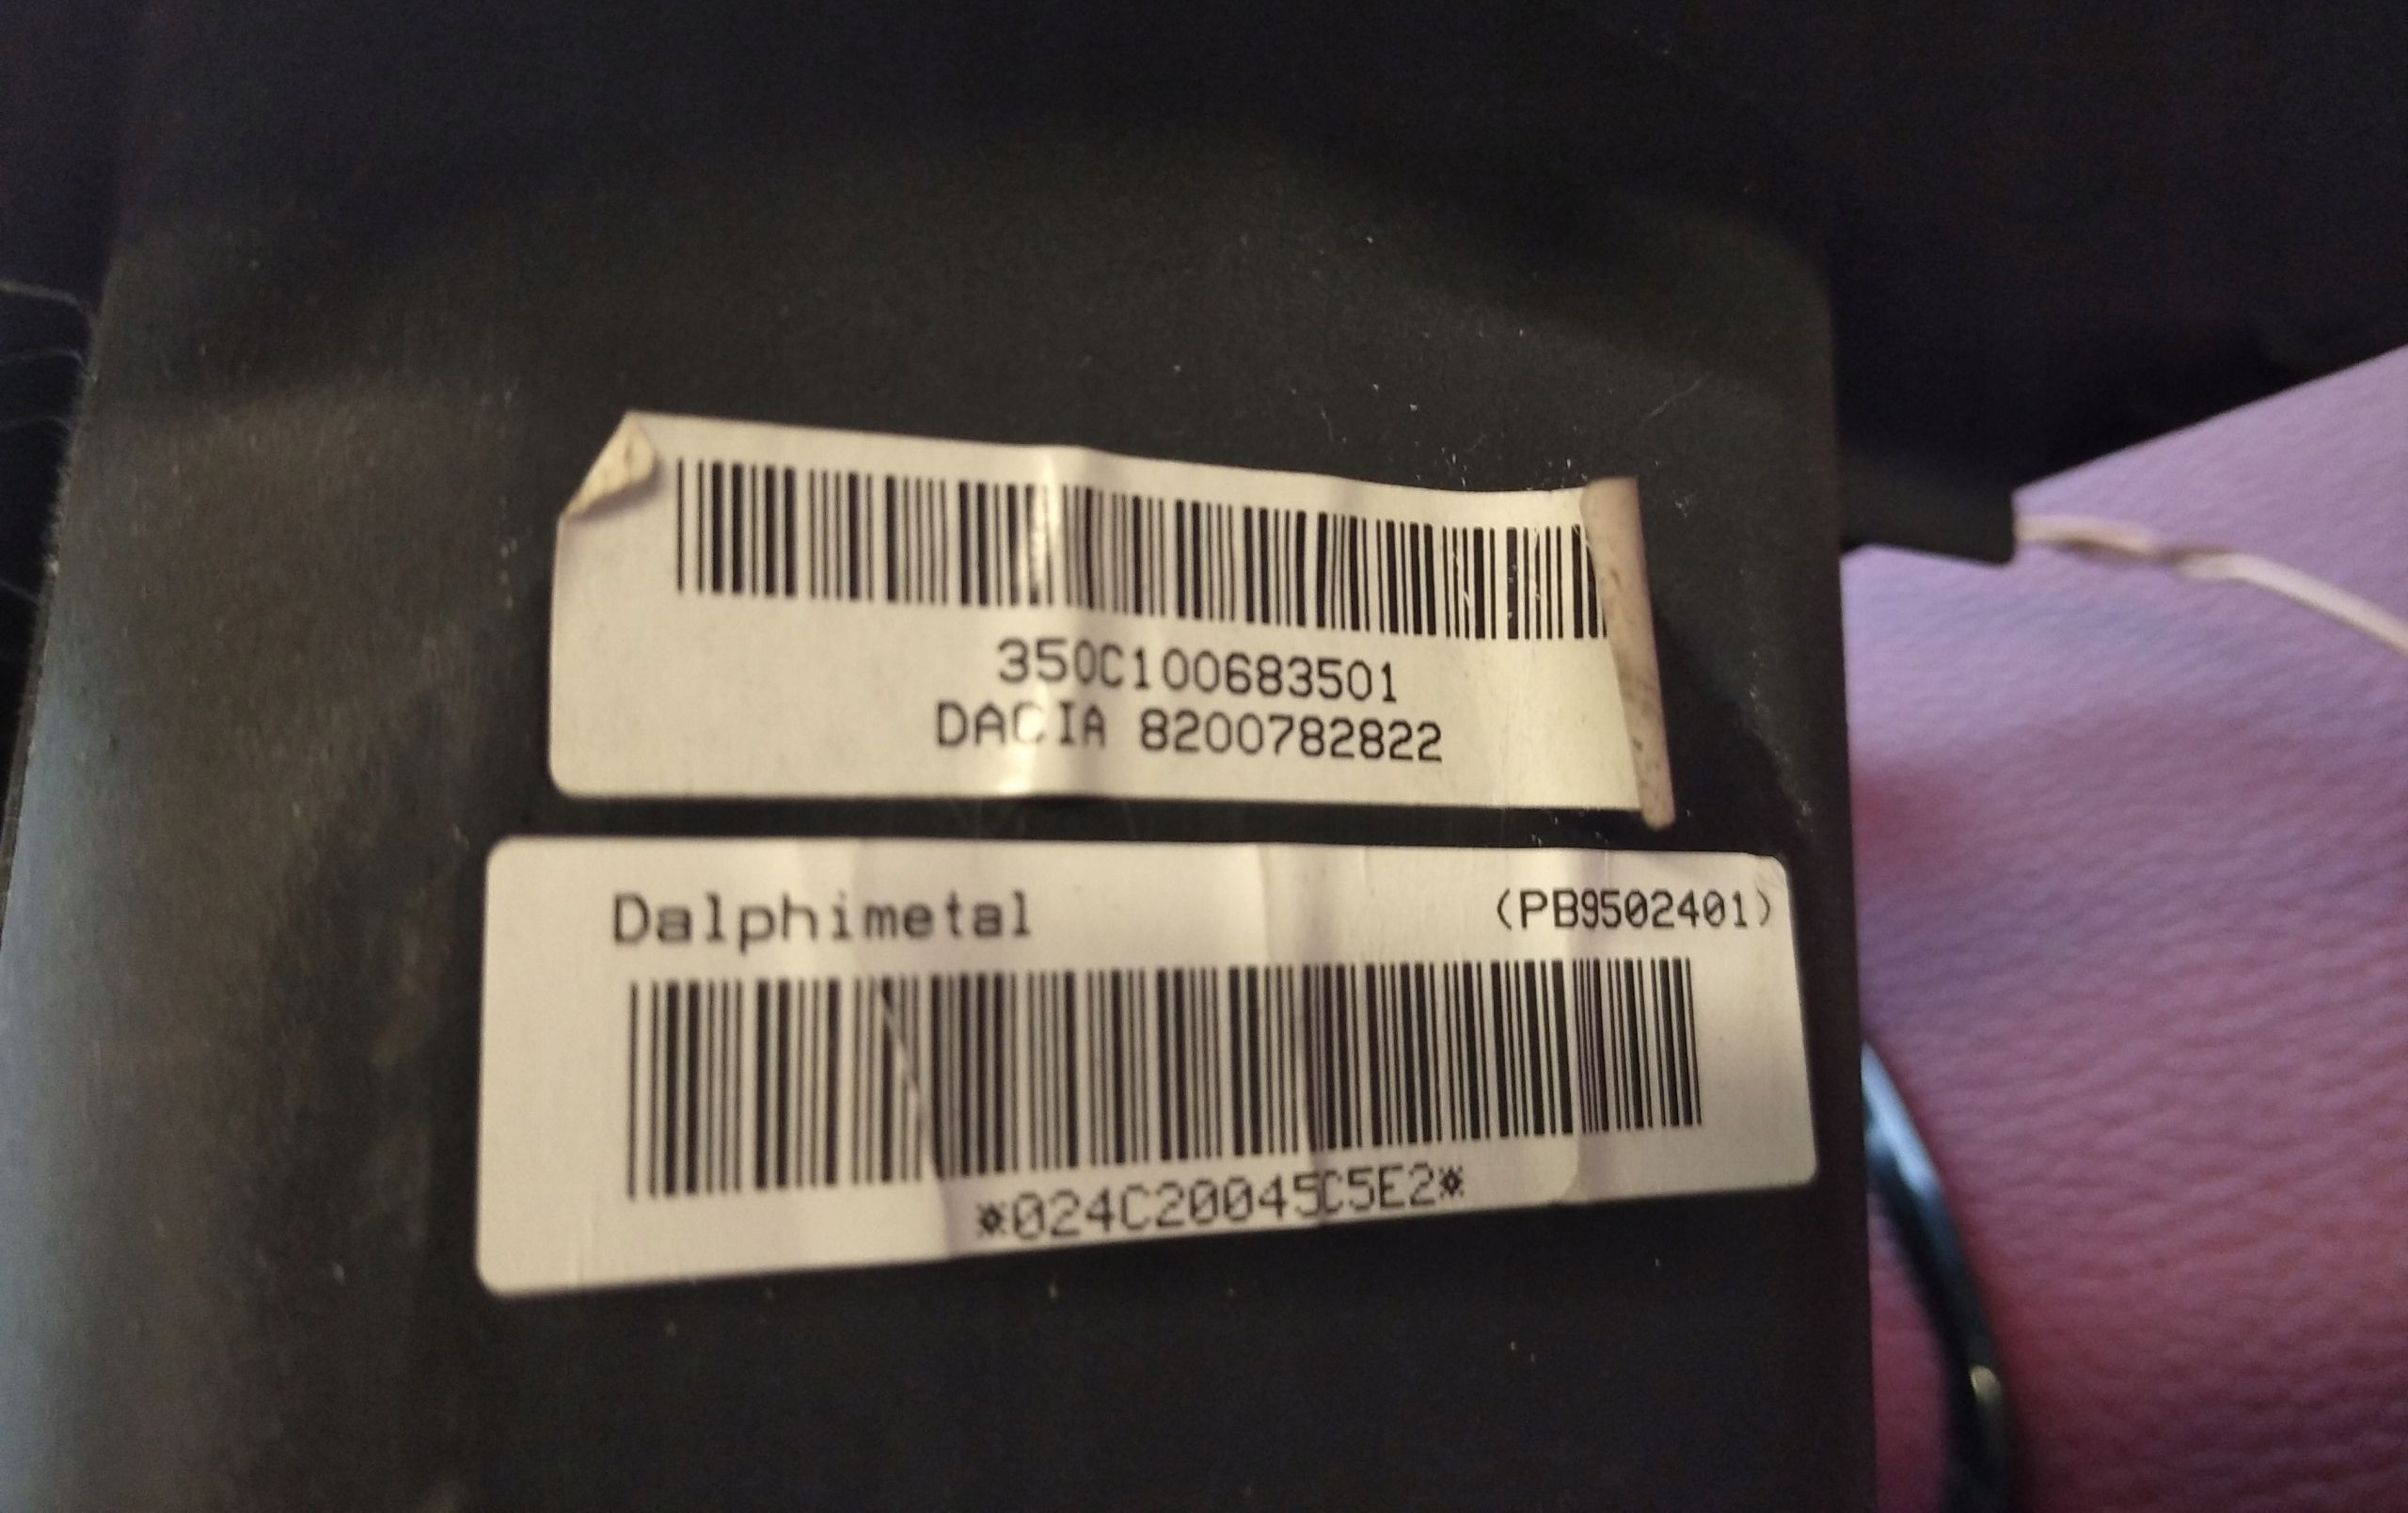 350C100683501
DACIA 8200782822
Dalphimetal (PB9502401)
*024C20045C5E2*